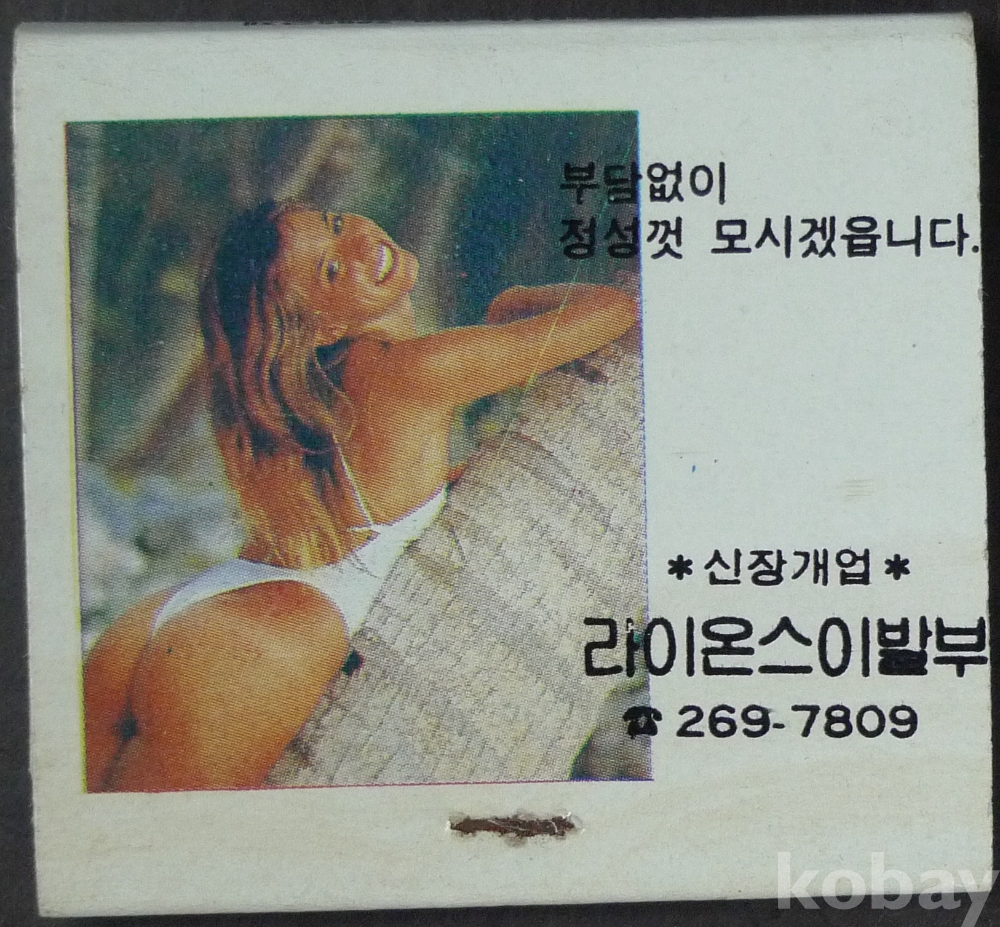 부담없이
정성껏 모시겠읍니다.
*신장개업*
라이온스이발부
☎ 269-7809
kobay